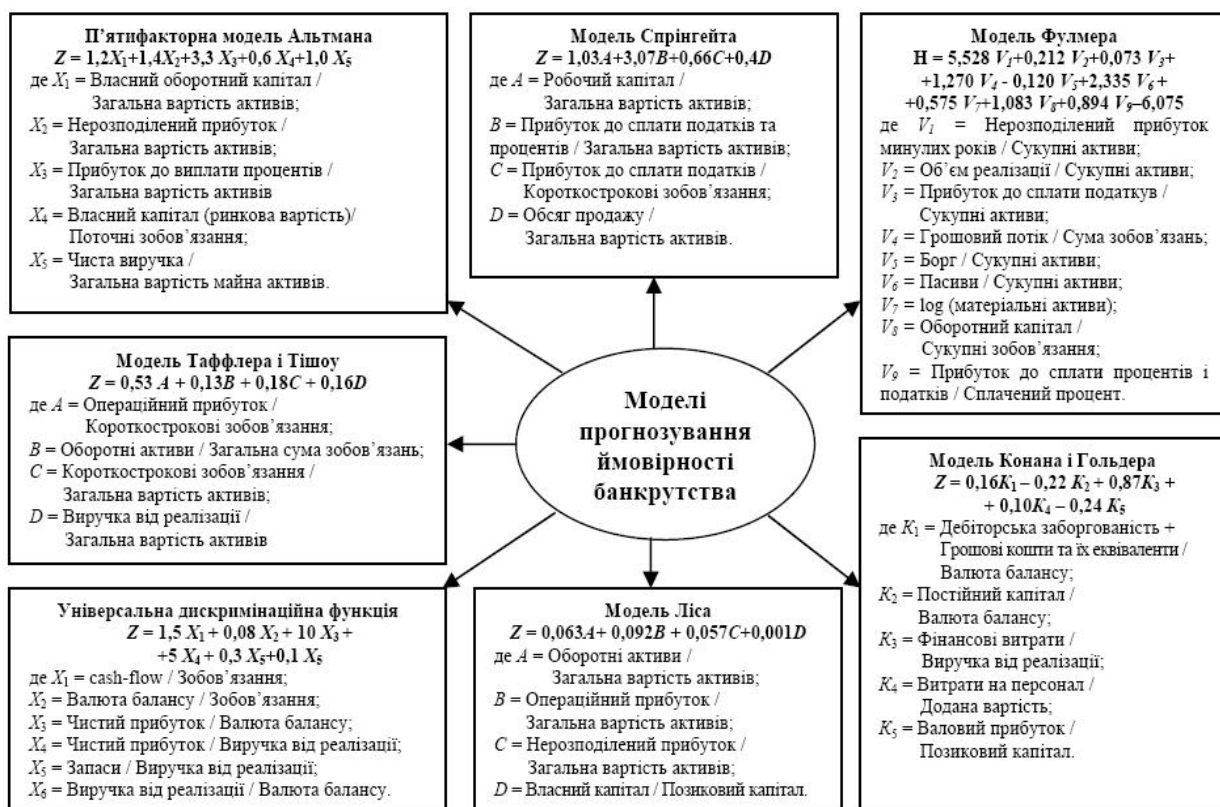 П’ятифакторна модель Альтмана
Z = 1,2X₁+1,4X₂+3,3 X₃+0,6 X₄+1,0 X₅
де X₁ = Власний оборотний капітал /
Загальна вартість активів;
X₂ = Нерозподілений прибуток /
Загальна вартість активів;
X₃ = Прибуток до виплати процентів /
Загальна вартість активів
X₄ = Власний капітал (ринкова вартість)/
Поточні зобов’язання;
X₅ = Чиста виручка /
Загальна вартість майна активів.
Модель Спрінгейта
Z = 1,03A+3,07B+0,66C+0,4D
де A = Робочий капітал /
Загальна вартість активів;
B = Прибуток до сплати податків та
процентів / Загальна вартість активів;
C = Прибуток до сплати податків /
Короткострокові зобов’язання;
D = Обсяг продажу /
Загальна вартість активів.
Модель Фулмера
H = 5,528 V₁+0,212 V₂+0,073 V₃+
+1,270 V₄ - 0,120 V₅+2,335 V₆ +
+0,575 V₇+1,083 V₈+0,894 V₉–6,075
де V₁ = Нерозподілений прибуток
минулих років / Сукупні активи;
V₂ = Об’єм реалізації / Сукупні активи;
V₃ = Прибуток до сплати податкув /
Сукупні активи;
V₄ = Грошовий потік / Сума зобов’язань;
V₅ = Борг / Сукупні активи;
V₆ = Пасиви / Сукупні активи;
V₇ = log (матеріальні активи);
V₈ = Оборотний капітал /
Сукупні зобов’язання;
V₉ = Прибуток до сплати процентів і
податків / Сплачений процент.
Модель Таффлера і Тішоу
Z = 0,53 A + 0,13B + 0,18C + 0,16D
де A = Операційний прибуток /
Короткострокові зобов’язання;
B = Оборотні активи / Загальна сума зобов’язань;
C = Короткострокові зобов’язання /
Загальна вартість активів;
D = Виручка від реалізації /
Загальна вартість активів
Моделі
прогнозування
ймовірності
банкрутства
Модель Конана і Гольдера
Z = 0,16K₁ – 0,22 K₂ + 0,87K₃ +
+ 0,10K₄ – 0,24 K₅
де K₁ = Дебіторська заборгованість +
Грошові кошти та їх еквіваленти /
Валюта балансу;
K₂ = Постійний капітал /
Валюта балансу;
K₃ = Фінансові витрати /
Виручка від реалізації;
K₄ = Витрати на персонал /
Додана вартість;
K₅ = Валовий прибуток /
Позиковий капітал.
Універсальна дискримінаційна функція
Z = 1,5 X₁ + 0,08 X₂ + 10 X₃ +
+5 X₄ + 0,3 X₅+0,1 X₅
де X₁ = cash-flow / Зобов’язання;
X₂ = Валюта балансу / Зобов’язання;
X₃ = Чистий прибуток / Валюта балансу;
X₄ = Чистий прибуток / Виручка від реалізації;
X₅ = Запаси / Виручка від реалізації;
X₆ = Виручка від реалізації / Валюта балансу.
Модель Ліса
Z = 0,063A+ 0,092B + 0,057C+0,001D
де A = Оборотні активи /
Загальна вартість активів;
B = Операційний прибуток /
Загальна вартість активів;
C = Нерозподілений прибуток /
Загальна вартість активів;
D = Власний капітал / Позиковий капітал.